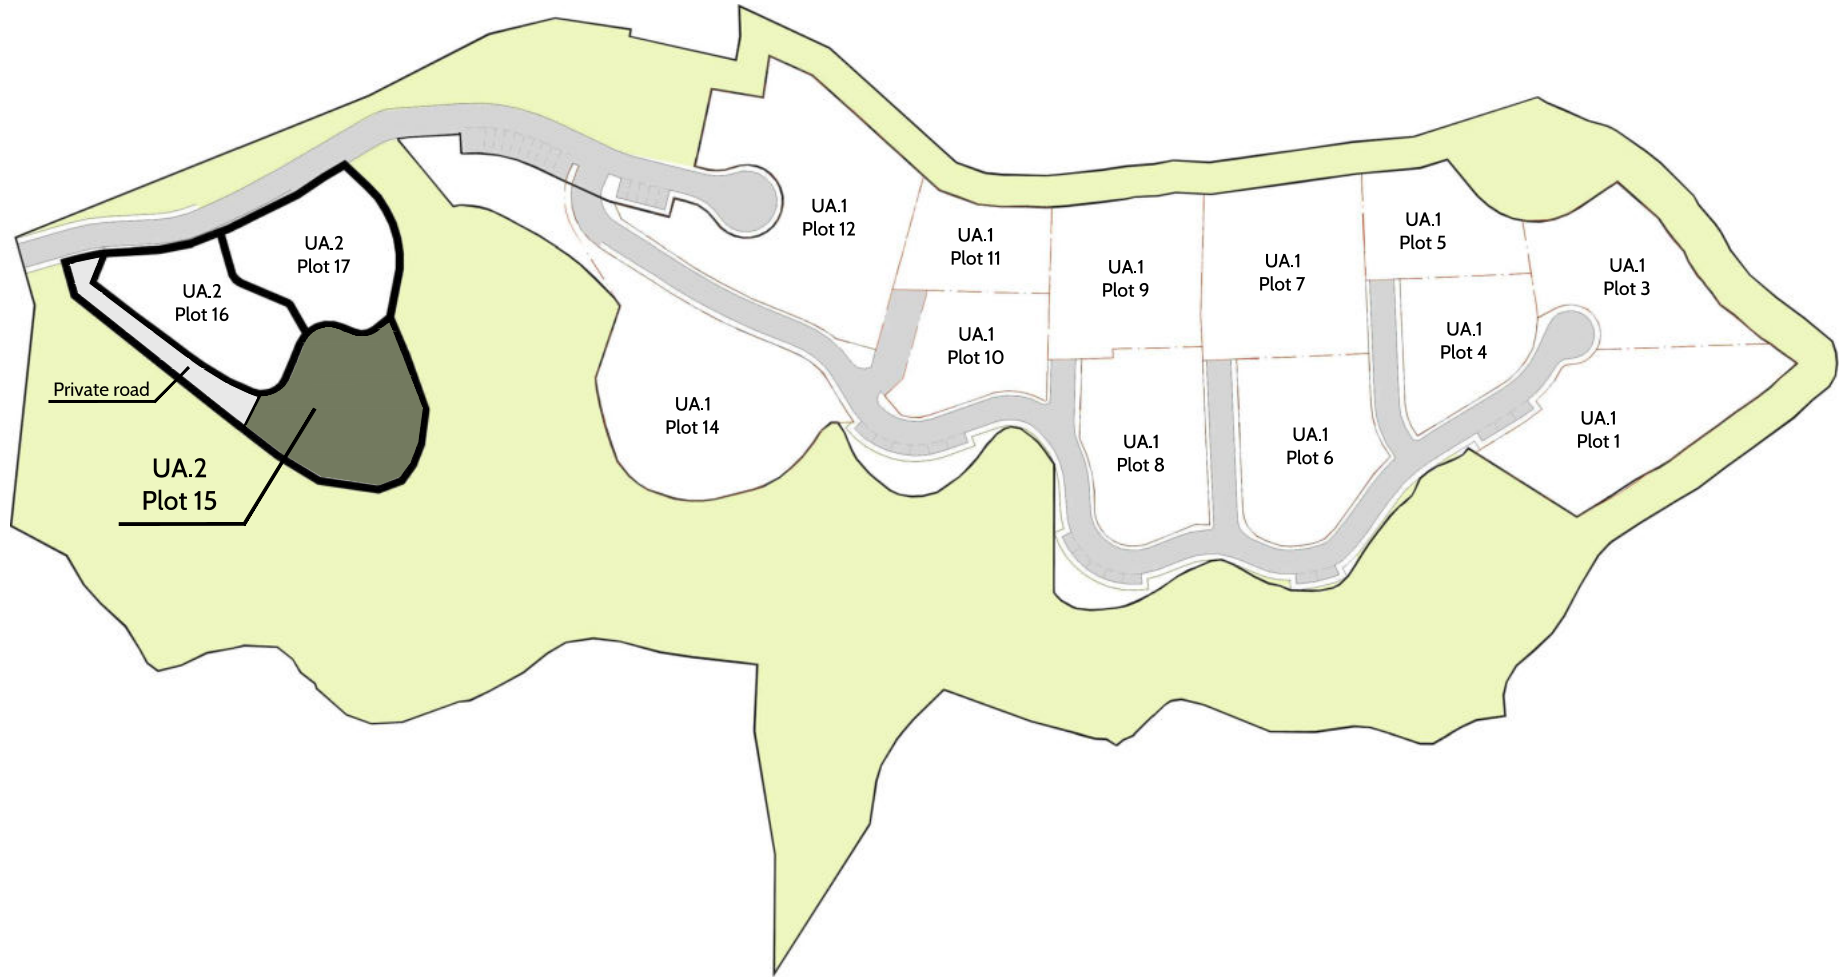 UA.1
Plot 12
UA.1
Plot 11
UA.1
Plot 9
UA.1
Plot 7
UA.1
Plot 5
UA.1
Plot 3
UA.2
Plot 17
UA.2
Plot 16
UA.1
Plot 10
UA.1
Plot 4
Private road
UA.1
Plot 14
UA.1
Plot 8
UA.1
Plot 6
UA.1
Plot 1
UA.2
Plot 15